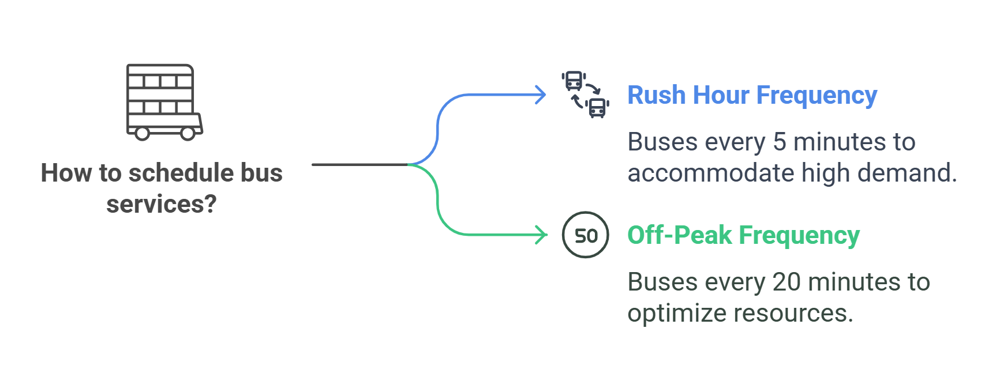 How to schedule bus
services?
Rush Hour Frequency
Buses every 5 minutes to
accommodate high demand.
50
Off-Peak Frequency
Buses every 20 minutes to
optimize resources.